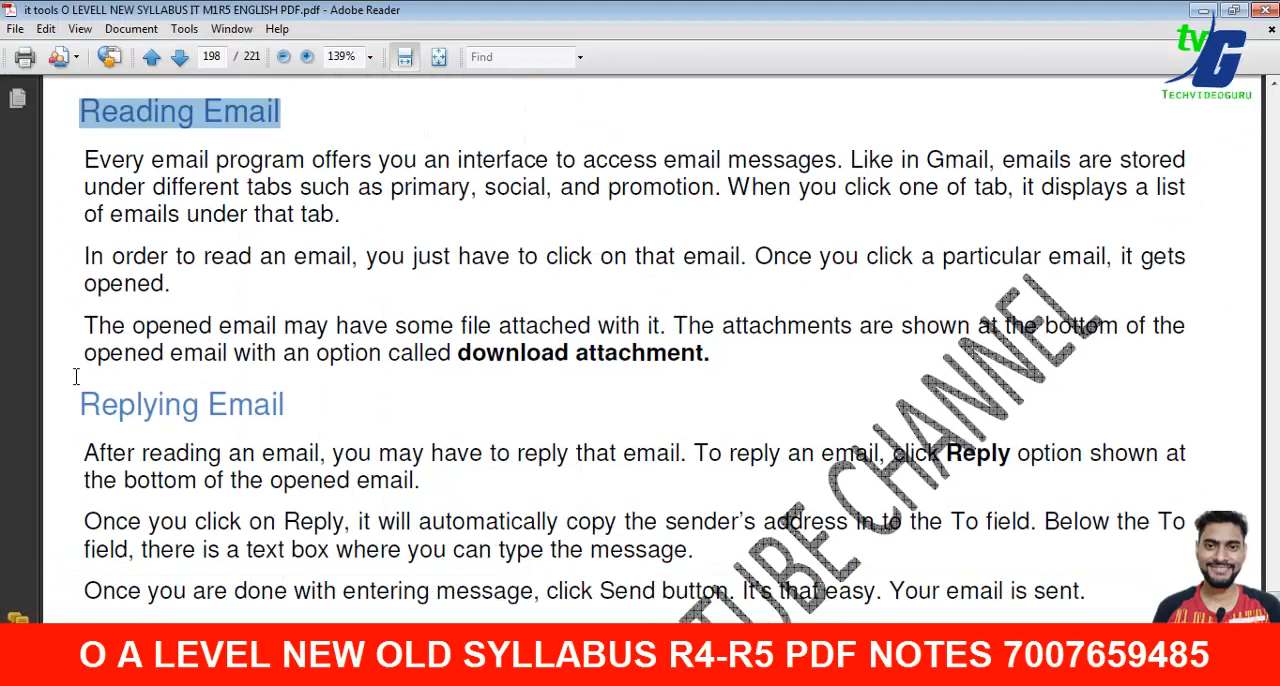 it tools O LEVELL NEW SYLLABUS IT M1R5 ENGLISH PDF.pdf - Adobe Reader
File Edit View Document Tools Window Help
198 / 221 139% Find
tv G
TECHVIDEOGURU
Reading Email
Every email program offers you an interface to access email messages. Like in Gmail, emails are stored
under different tabs such as primary, social, and promotion. When you click one of tab, it displays a list
of emails under that tab.
In order to read an email, you just have to click on that email. Once you click a particular email, it gets
opened.
The opened email may have some file attached with it. The attachments are shown at the bottom of the
opened email with an option called download attachment.
Replying Email
After reading an email, you may have to reply that email. To reply an email, click Reply option shown at
the bottom of the opened email.
Once you click on Reply, it will automatically copy the sender's address in to the To field. Below the To
field, there is a text box where you can type the message.
Once you are done with entering message, click Send button. It's that easy. Your email is sent.
TUBE CHANNEL
O A LEVEL NEW OLD SYLLABUS R4-R5 PDF NOTES 7007659485